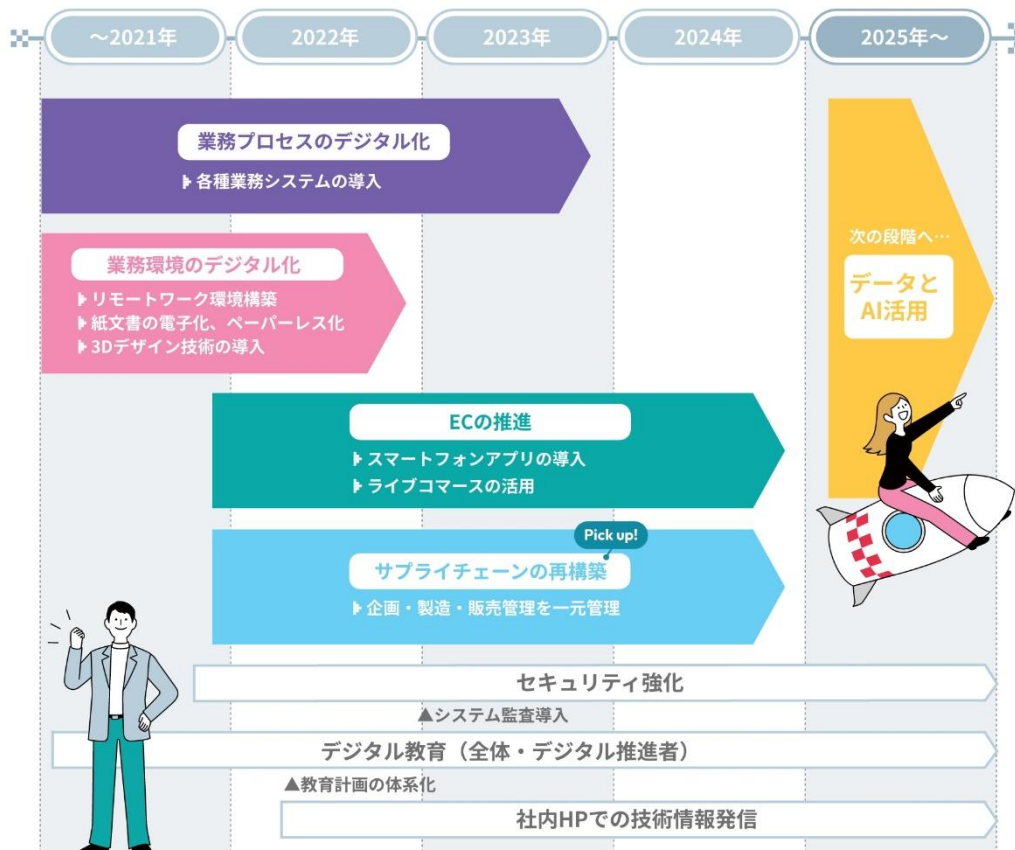 ～2021年
2022年
2023年
2024年
2025年～
業務プロセスのデジタル化
各種業務システムの導入
業務環境のデジタル化
リモートワーク環境構築
紙文書の電子化、ペーパーレス化
3Dデザイン技術の導入
次の段階へ…
データと
AI活用
ECの推進
スマートフォンアプリの導入
ライブコマースの活用
Pick up!
サプライチェーンの再構築
企画・製造・販売管理を一元管理
セキュリティ強化
▲システム監査導入
デジタル教育（全体・デジタル推進者）
▲教育計画の体系化
社内HPでの技術情報発信